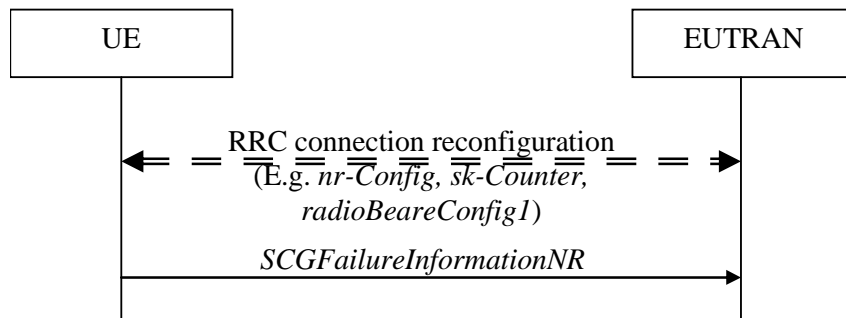 UE
EUTRAN
RRC connection reconfiguration
(E.g. nr-Config, sk-Counter,
radioBeareConfig1)
SCGFailureInformationNR